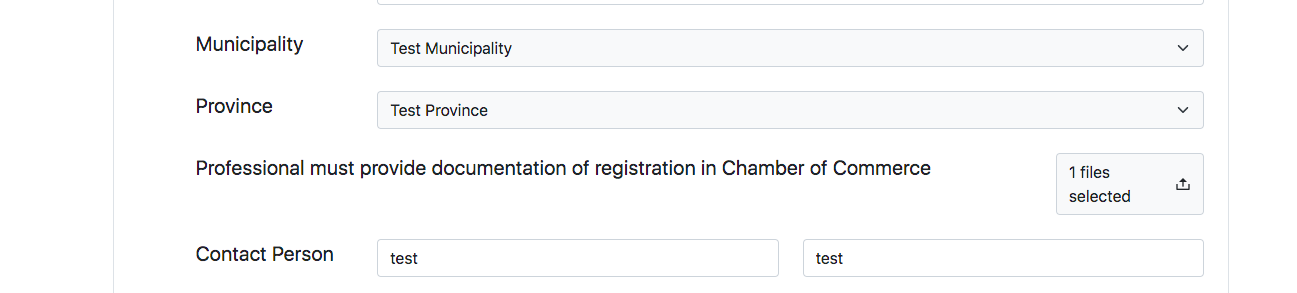 Municipality
Test Municipality
Province
Test Province
Professional must provide documentation of registration in Chamber of Commerce
1 files
selected
Contact Person
test
test